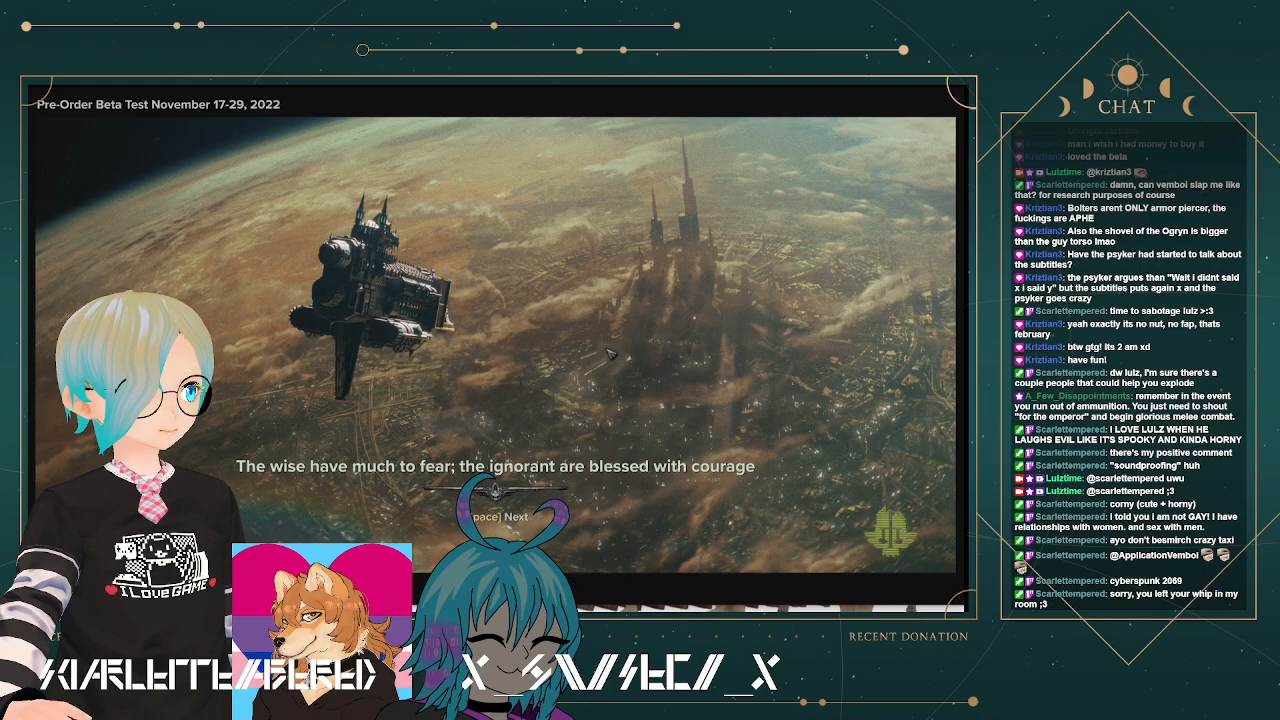 Pre-Order Beta Test November 17-29, 2022
The wise have much to fear; the ignorant are blessed with courage
pace] Next
I LOVE GAME
RECENT DONATION
CHAT
Kriztian3: man i wish i had money to buy it
Kriztian3: loved the beta
Lulztime: @kriztian3
Scarlettempered: damn, can vemboi slap me like
that? for research purposes of course
Kriztian3: Bolters arent ONLY armor piercer, the
fuckings are APHE
Kriztian3: Also the shovel of the Ogryn is bigger
than the guy torso lmao
Kriztian3: Have the psyker had started to talk about
the subtitles?
Kriztian3: the psyker argues than "Wait i didnt said
x i said y" but the subtitles puts again x and the
psyker goes crazy
Scarlettempered: time to sabotage lulz >:3
Kriztian3: yeah exactly its no nut, no fap, thats
february
Kriztian3: btw gtg! its 2 am xd
Kriztian3: have fun!
Scarlettempered: dw lulz, I'm sure there's a
couple people that could help you explode
A_Few_Disappointments: remember in the event
you run out of ammunition. You just need to shout
"for the emperor" and begin glorious melee combat.
Scarlettempered: I LOVE LULZ WHEN HE
LAUGHS EVIL LIKE IT'S SPOOKY AND KINDA HORNY
Scarlettempered: there's my positive comment
Scarlettempered: "soundproofing" huh
Lulztime: @scarlettempered uwu
Lulztime: @scarlettempered ;3
Scarlettempered: corny (cute + horny)
Scarlettempered: I told you I am not GAY! I have
relationships with women. and sex with men.
Scarlettempered: ayo don't besmirch crazy taxi
Scarlettempered: @ApplicationVemboi
Scarlettempered: cyberpunk 2069
Scarlettempered: sorry, you left your whip in my
room ;3